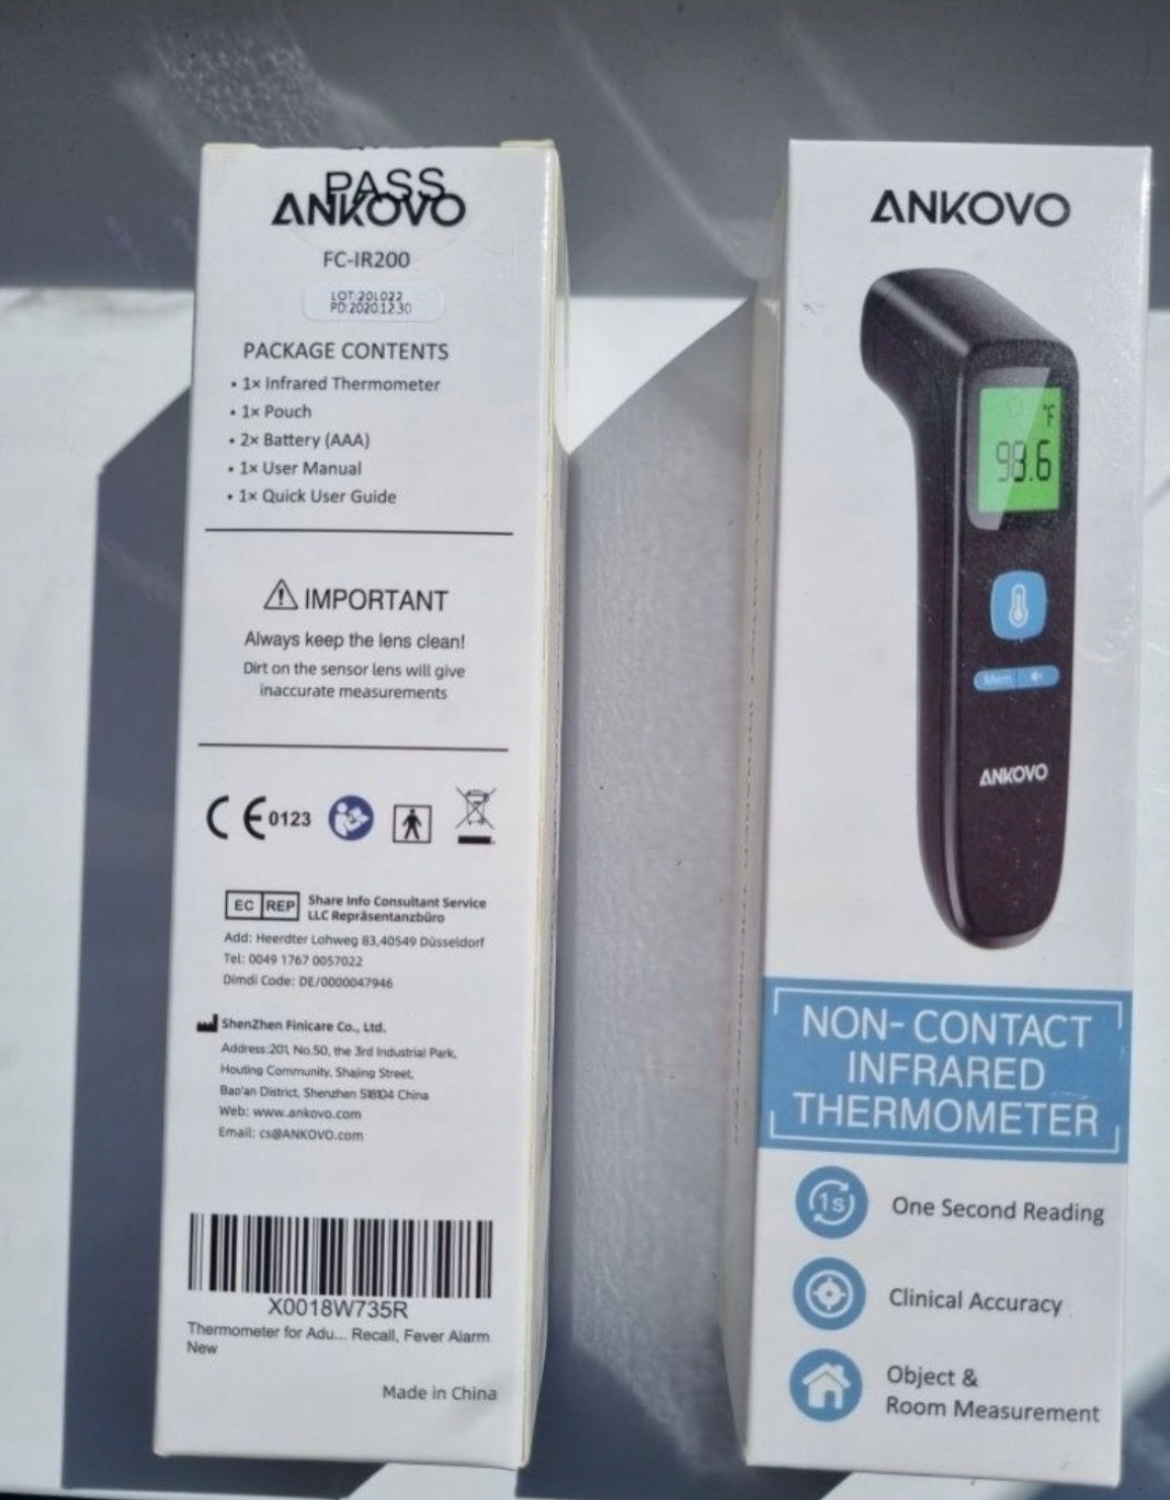 PASS
ANKOVO
FC-IR200
LOT:20L022
PD:2020.12.30
PACKAGE CONTENTS
• 1× Infrared Thermometer
• 1× Pouch
• 2× Battery (AAA)
• 1× User Manual
• 1× Quick User Guide
IMPORTANT
Always keep the lens clean!
Dirt on the sensor lens will give
inaccurate measurements
CE 0123
EC REP
Share Info Consultant Service
LLC Repräsentanzbüro
Add: Heerdter Lohweg 83,40549 Düsseldorf
Tel: 0049 1767 0057022
Dimdi Code: DE/0000047946
ShenZhen Finicare Co., Ltd.
Address:201, No.50, the 3rd Industrial Park,
Houting Community, Shajing Street,
Bao'an District, Shenzhen 518104 China
Web: www.ankovo.com
Email: cs@ANKOVO.com
X0018W735R
Thermometer for Adu... Recall, Fever Alarm
New
Made in China
ANKOVO
°F
98.6
Mem
ANKOVO
NON- CONTACT
INFRARED
THERMOMETER
1s
One Second Reading
Clinical Accuracy
Object &
Room Measurement